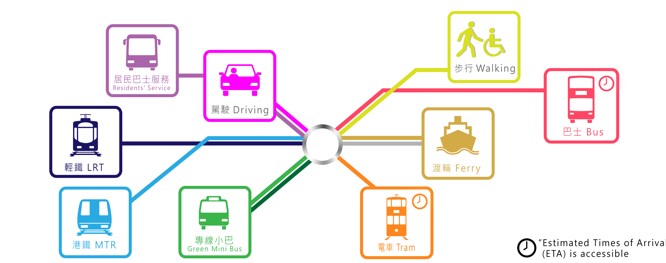 居民巴士服務
Residents' Service
駕駛 Driving
步行 Walking
巴士 Bus
輕鐵 LRT
渡輪 Ferry
港鐵 MTR
專線小巴
Green Mini Bus
電車 Tram
"Estimated Times of Arrival
(ETA) is accessible